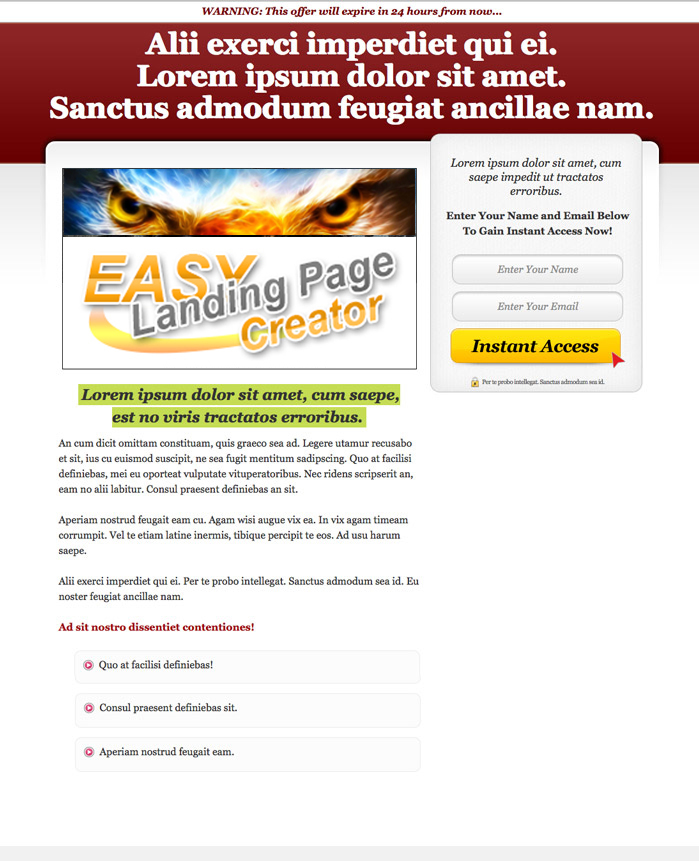 WARNING: This offer will expire in 24 hours from now...
Alii exerci imperdiet qui ei.
Lorem ipsum dolor sit amet.
Sanctus admodum feugiat ancillae nam.
EASY
Landing Page
Creator
Lorem ipsum dolor sit amet, cum saepe,
est no viris tractatos erroribus.
An cum dicit omittam constituam, quis graeco sea ad. Legere utamur recusabo
et sit, ius cu euismod suscipit, ne sea fugit mentitum sadipscing. Quo at facilisi
definiebas, mei eu oporteat vulputate vituperatoribus. Nec ridens scripserit an,
eam no alii labitur. Consul praesent definiebas an sit.
Aperiam nostrud feugait eam cu. Agam wisi augue vix ea. In vix agam timeam
corrumpit. Vel te etiam latine inermis, tibique percipit te eos. Ad usu harum
saepe.
Alii exerci imperdiet qui ei. Per te probo intellegat. Sanctus admodum sea id. Eu
noster feugiat ancillae nam.
Ad sit nostro dissentiet contentiones!
Quo at facilisi definiebas!
Consul praesent definiebas sit.
Aperiam nostrud feugait eam.
Lorem ipsum dolor sit amet, cum
saepe impedit ut tractatos
erroribus.
Enter Your Name and Email Below
To Gain Instant Access Now!
Enter Your Name
Enter Your Email
Instant Access
Per te probo intellegat. Sanctus admodum sea id.